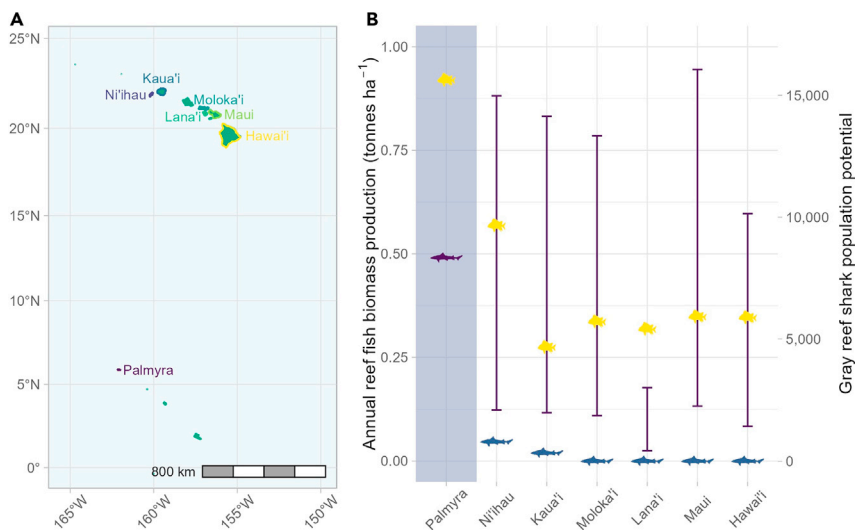 A
25°N
20°N
15°N
10°N
5°N
0°
165°W
160°W
155°W
150°W
Kaua'i
Ni'ihau
Moloka'i
Lana'i
Maui
Hawai'i
Palmyra
800 km
B
Annual reef fish biomass production (tonnes ha⁻¹)
1.00
0.75
0.50
0.25
0.00
15,000
10,000
5,000
0
Gray reef shark population potential
Palmyra
Ni'ihau
Kaua'i
Moloka'i
Lana'i
Maui
Hawai'i